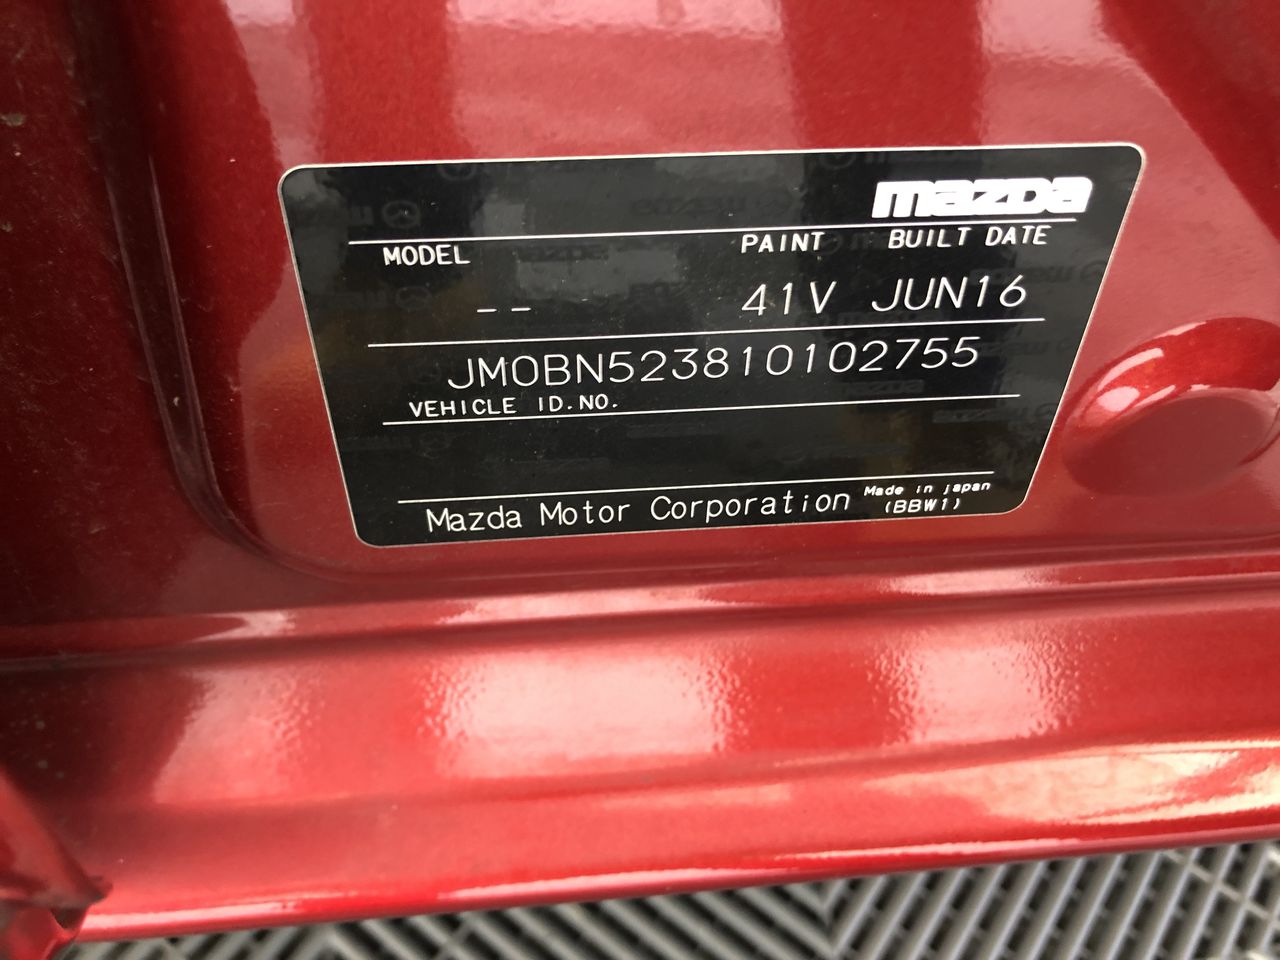 mazda
MODEL PAINT BUILT DATE
-- 41V JUN16
JM0BN523810102755
VEHICLE ID.NO.
Mazda Motor Corporation Made in japan
(BBW1)